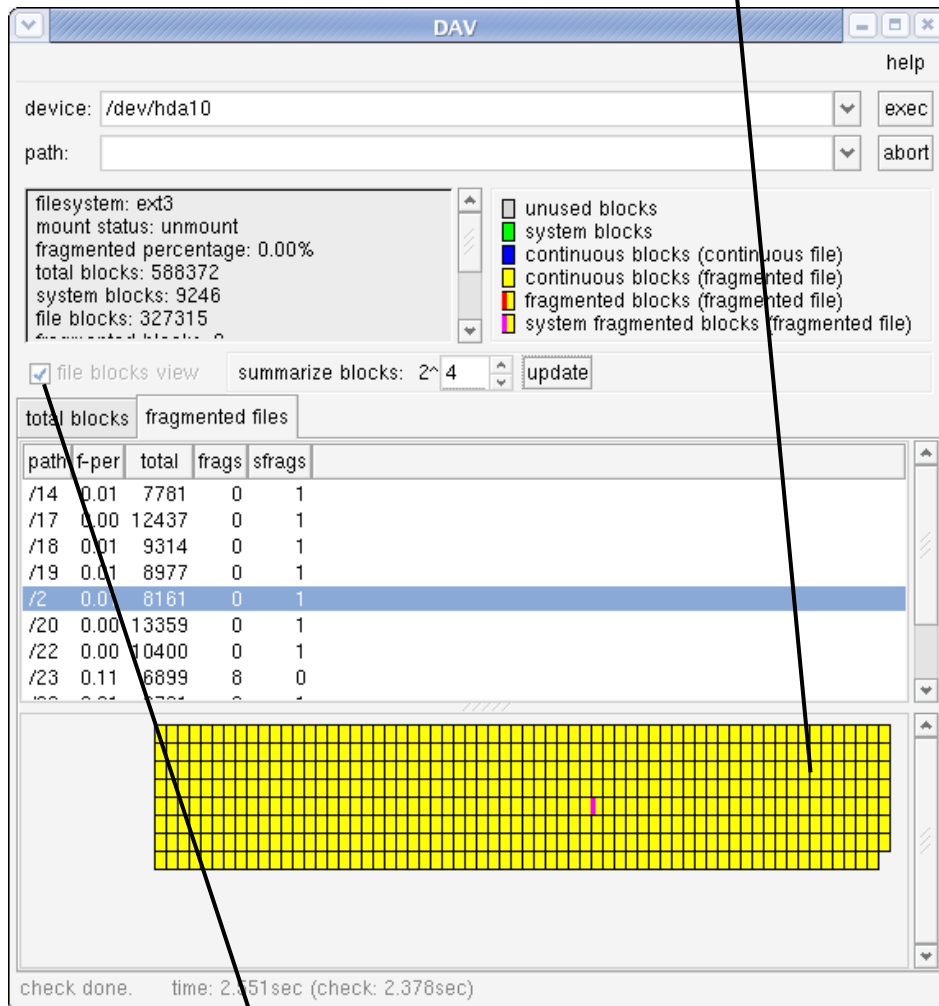 DAV
help
device: /dev/hda10 exec
path: abort
filesystem: ext3
mount status: unmount
fragmented percentage: 0.00%
total blocks: 588372
system blocks: 9246
file blocks: 327315
unused blocks
system blocks
continuous blocks (continuous file)
continuous blocks (fragmented file)
fragmented blocks (fragmented file)
system fragmented blocks (fragmented file)
file blocks view summarize blocks: 2^ 4 update
total blocks fragmented files
path f-per total frags sfrags
/14 0.01 7781 0 1
/17 0.00 12437 0 1
/18 0.01 9314 0 1
/19 0.01 8977 0 1
/2 0.01 8161 0 1
/20 0.00 13359 0 1
/22 0.00 10400 0 1
/23 0.11 6899 8 0
check done. time: 2.551sec (check: 2.378sec)